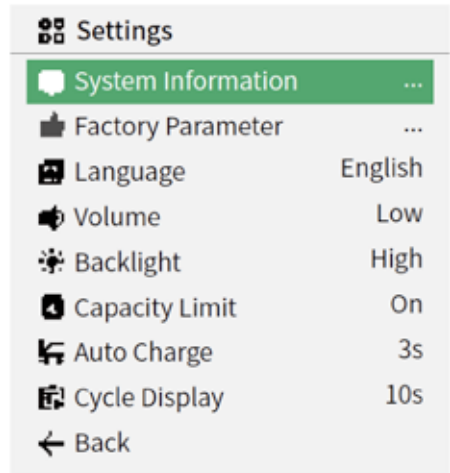 Settings
System Information ...
Factory Parameter ...
Language English
Volume Low
Backlight High
Capacity Limit On
Auto Charge 3s
Cycle Display 10s
Back